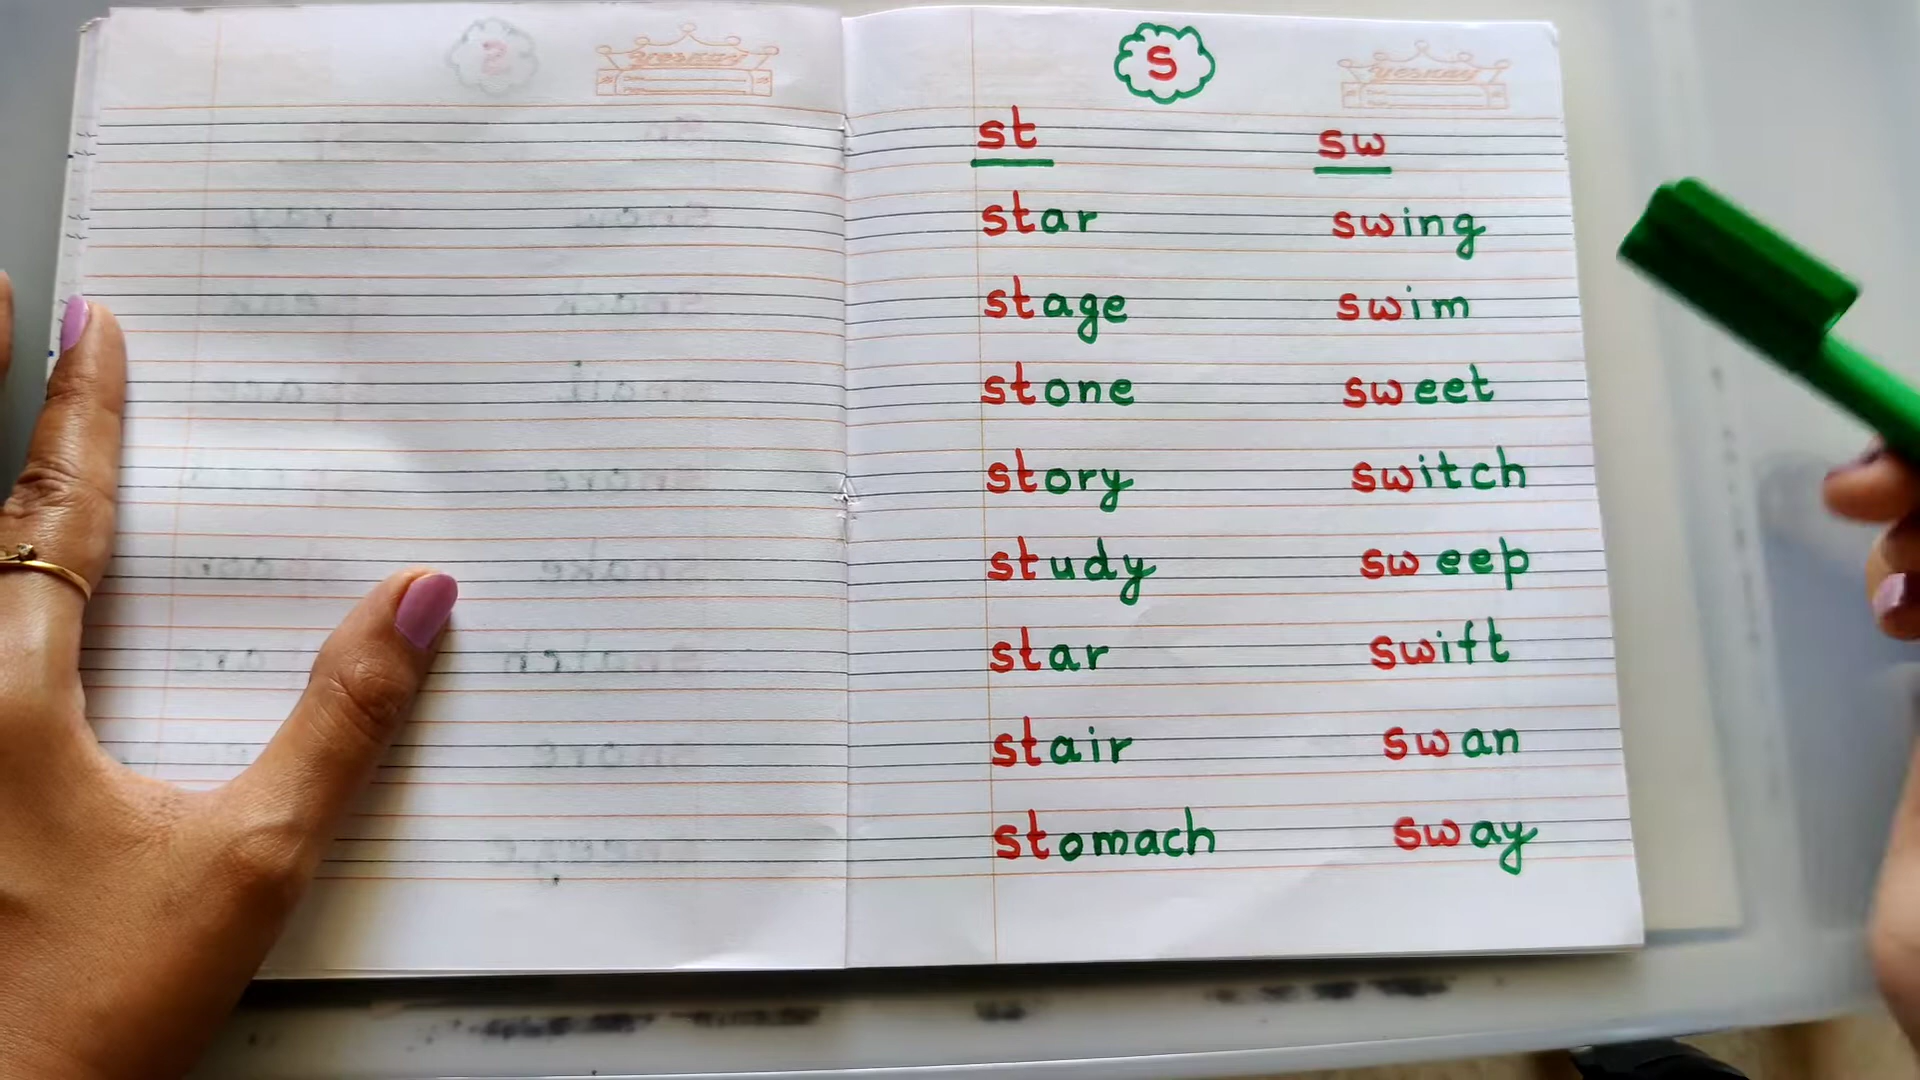 S
st sw
star swing
stage swim
stone sweet
story switch
study sweep
star swift
stair swan
stomach sway